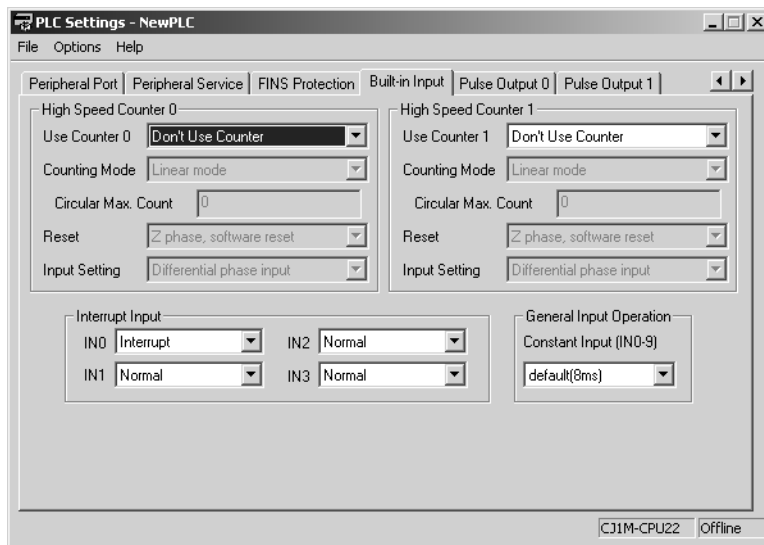 PLC Settings - NewPLC
File Options Help
Peripheral Port Peripheral Service FINS Protection Built-in Input Pulse Output 0 Pulse Output 1
High Speed Counter 0
Use Counter 0 Don't Use Counter
Counting Mode Linear mode
Circular Max. Count 0
Reset Z phase, software reset
Input Setting Differential phase input
High Speed Counter 1
Use Counter 1 Don't Use Counter
Counting Mode Linear mode
Circular Max. Count 0
Reset Z phase, software reset
Input Setting Differential phase input
Interrupt Input
IN0 Interrupt IN2 Normal
IN1 Normal IN3 Normal
General Input Operation
Constant Input (IN0-9)
default(8ms)
CJ1M-CPU22 Offline